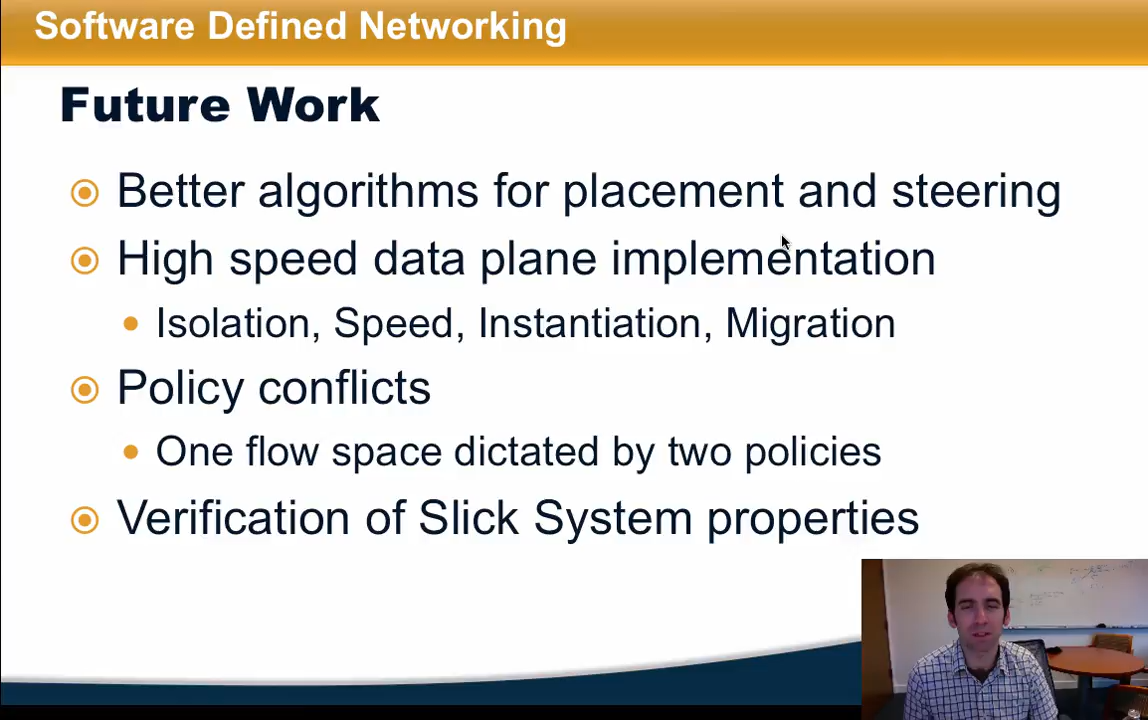 Software Defined Networking
Future Work
Better algorithms for placement and steering
High speed data plane implementation
Isolation, Speed, Instantiation, Migration
Policy conflicts
One flow space dictated by two policies
Verification of Slick System properties